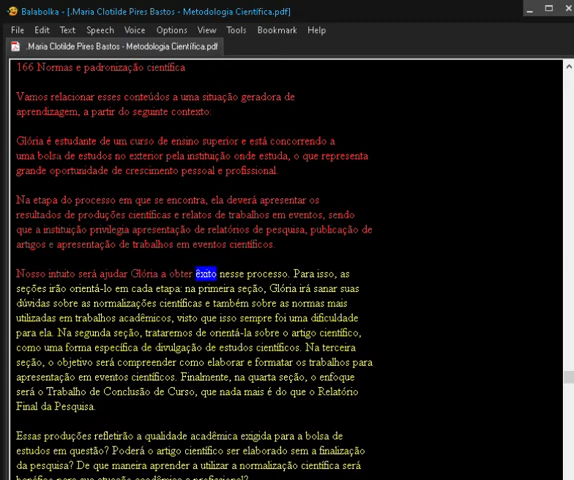 Balabolka - [.Maria Clotilde Pires Bastos - Metodologia Científica.pdf]
File Edit Text Speech Voice Options View Tools Bookmark Help
.Maria Clotilde Pires Bastos - Metodologia Científica.pdf
166 Normas e padronização científica
Vamos relacionar esses conteúdos a uma situação geradora de
aprendizagem, a partir do seguinte contexto:
Glória é estudante de um curso de ensino superior e está concorrendo a
uma bolsa de estudos no exterior pela instituição onde estuda, o que representa
grande oportunidade de crescimento pessoal e profissional.
Na etapa do processo em que se encontra, ela deverá apresentar os
resultados de produções científicas e relatos de trabalhos em eventos, sendo
que a instituição privilegia apresentação de relatórios de pesquisa, publicação de
artigos e apresentação de trabalhos em eventos científicos.
Nosso intuito será ajudar Glória a obter êxito nesse processo. Para isso, as
seções irão orientá-lo em cada etapa: na primeira seção, Glória irá sanar suas
dúvidas sobre as normalizações científicas e também sobre as normas mais
utilizadas em trabalhos acadêmicos, visto que isso sempre foi uma dificuldade
para ela. Na segunda seção, trataremos de orientá-la sobre o artigo científico,
como uma forma específica de divulgação de estudos científicos. Na terceira
seção, o objetivo será compreender como elaborar e formatar os trabalhos para
apresentação em eventos científicos. Finalmente, na quarta seção, o enfoque
será o Trabalho de Conclusão de Curso, que nada mais é do que o Relatório
Final da Pesquisa.
Essas produções refletirão a qualidade acadêmica exigida para a bolsa de
estudos em questão? Poderá o artigo científico ser elaborado sem a finalização
da pesquisa? De que maneira aprender a utilizar a normalização científica será
benéfico para sua atuação acadêmica e profissional?